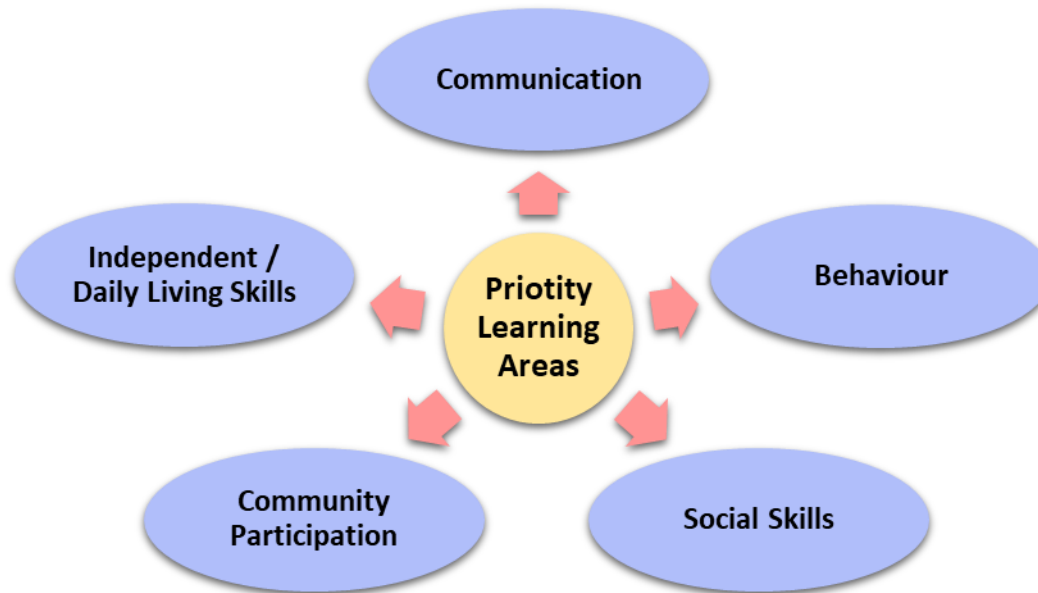 Communication
Independent /
Daily Living Skills
Priotity
Learning
Areas
Behaviour
Community
Participation
Social Skills